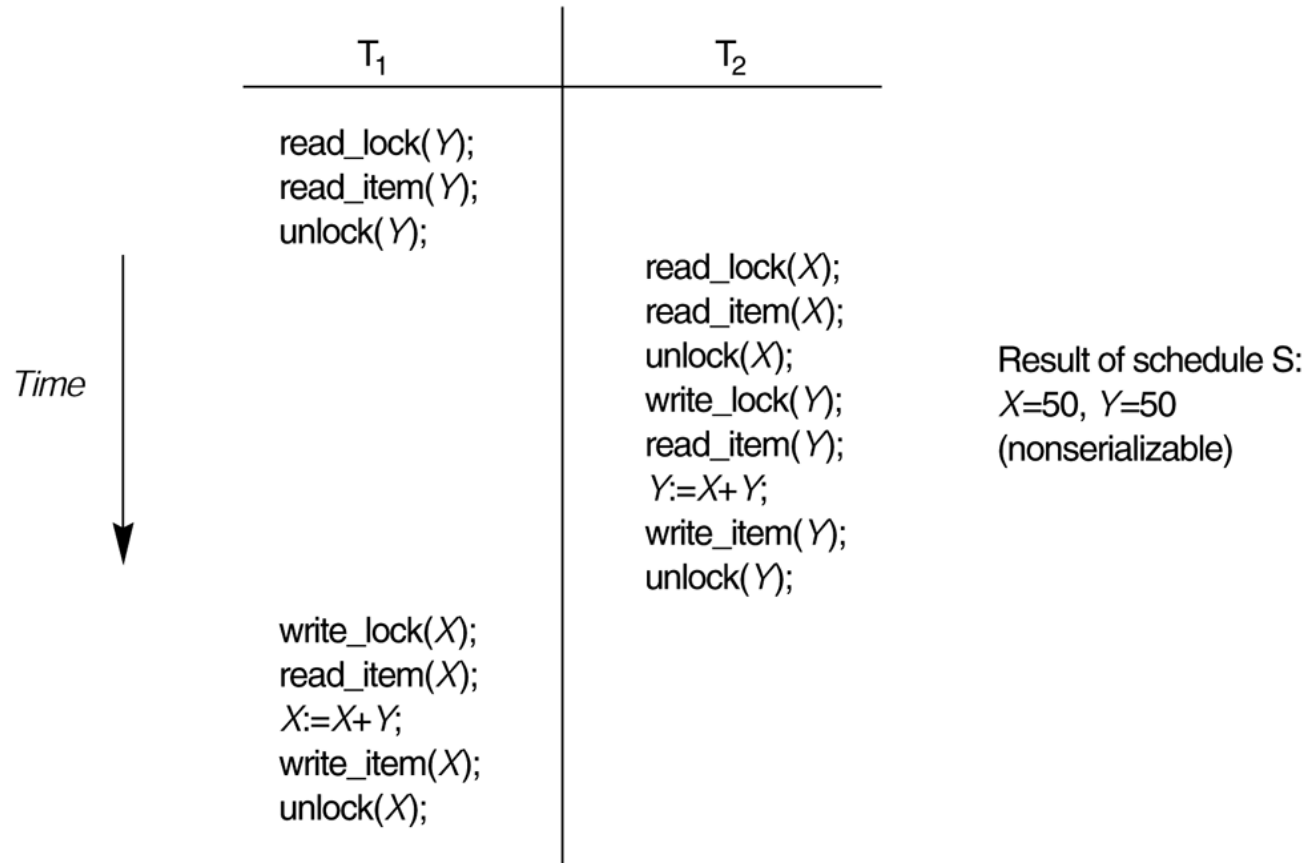 T₁ T₂
read_lock(Y);
read_item(Y);
unlock(Y);
read_lock(X);
read_item(X);
unlock(X);
write_lock(Y);
read_item(Y);
Y:=X+Y;
write_item(Y);
unlock(Y);
Time
Result of schedule S:
X=50, Y=50
(nonserializable)
write_lock(X);
read_item(X);
X:=X+Y;
write_item(X);
unlock(X);